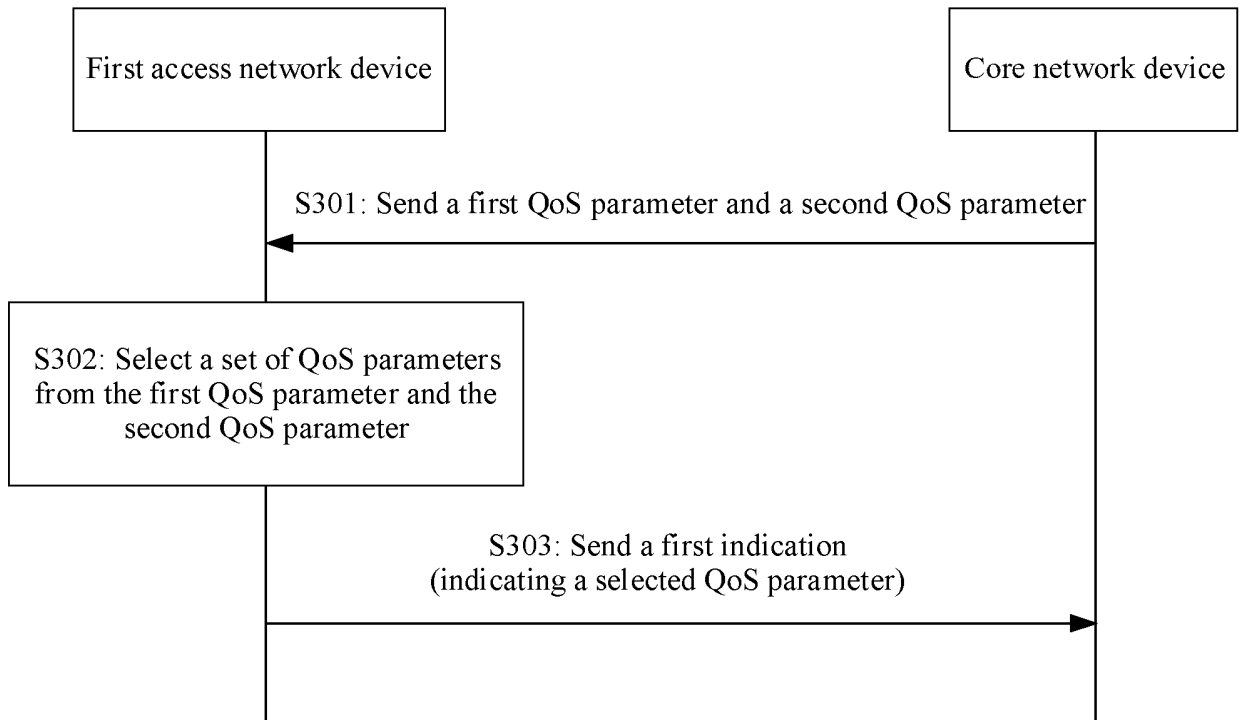 First access network device
Core network device
S301: Send a first QoS parameter and a second QoS parameter
S302: Select a set of QoS parameters
from the first QoS parameter and the
second QoS parameter
S303: Send a first indication
(indicating a selected QoS parameter)